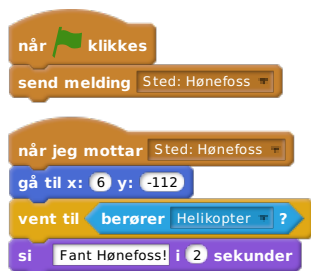 når klikkes
send melding Sted: Hønefoss
når jeg mottar Sted: Hønefoss
gå til x: 6 y: -112
vent til berører Helikopter ?
si Fant Hønefoss! i 2 sekunder